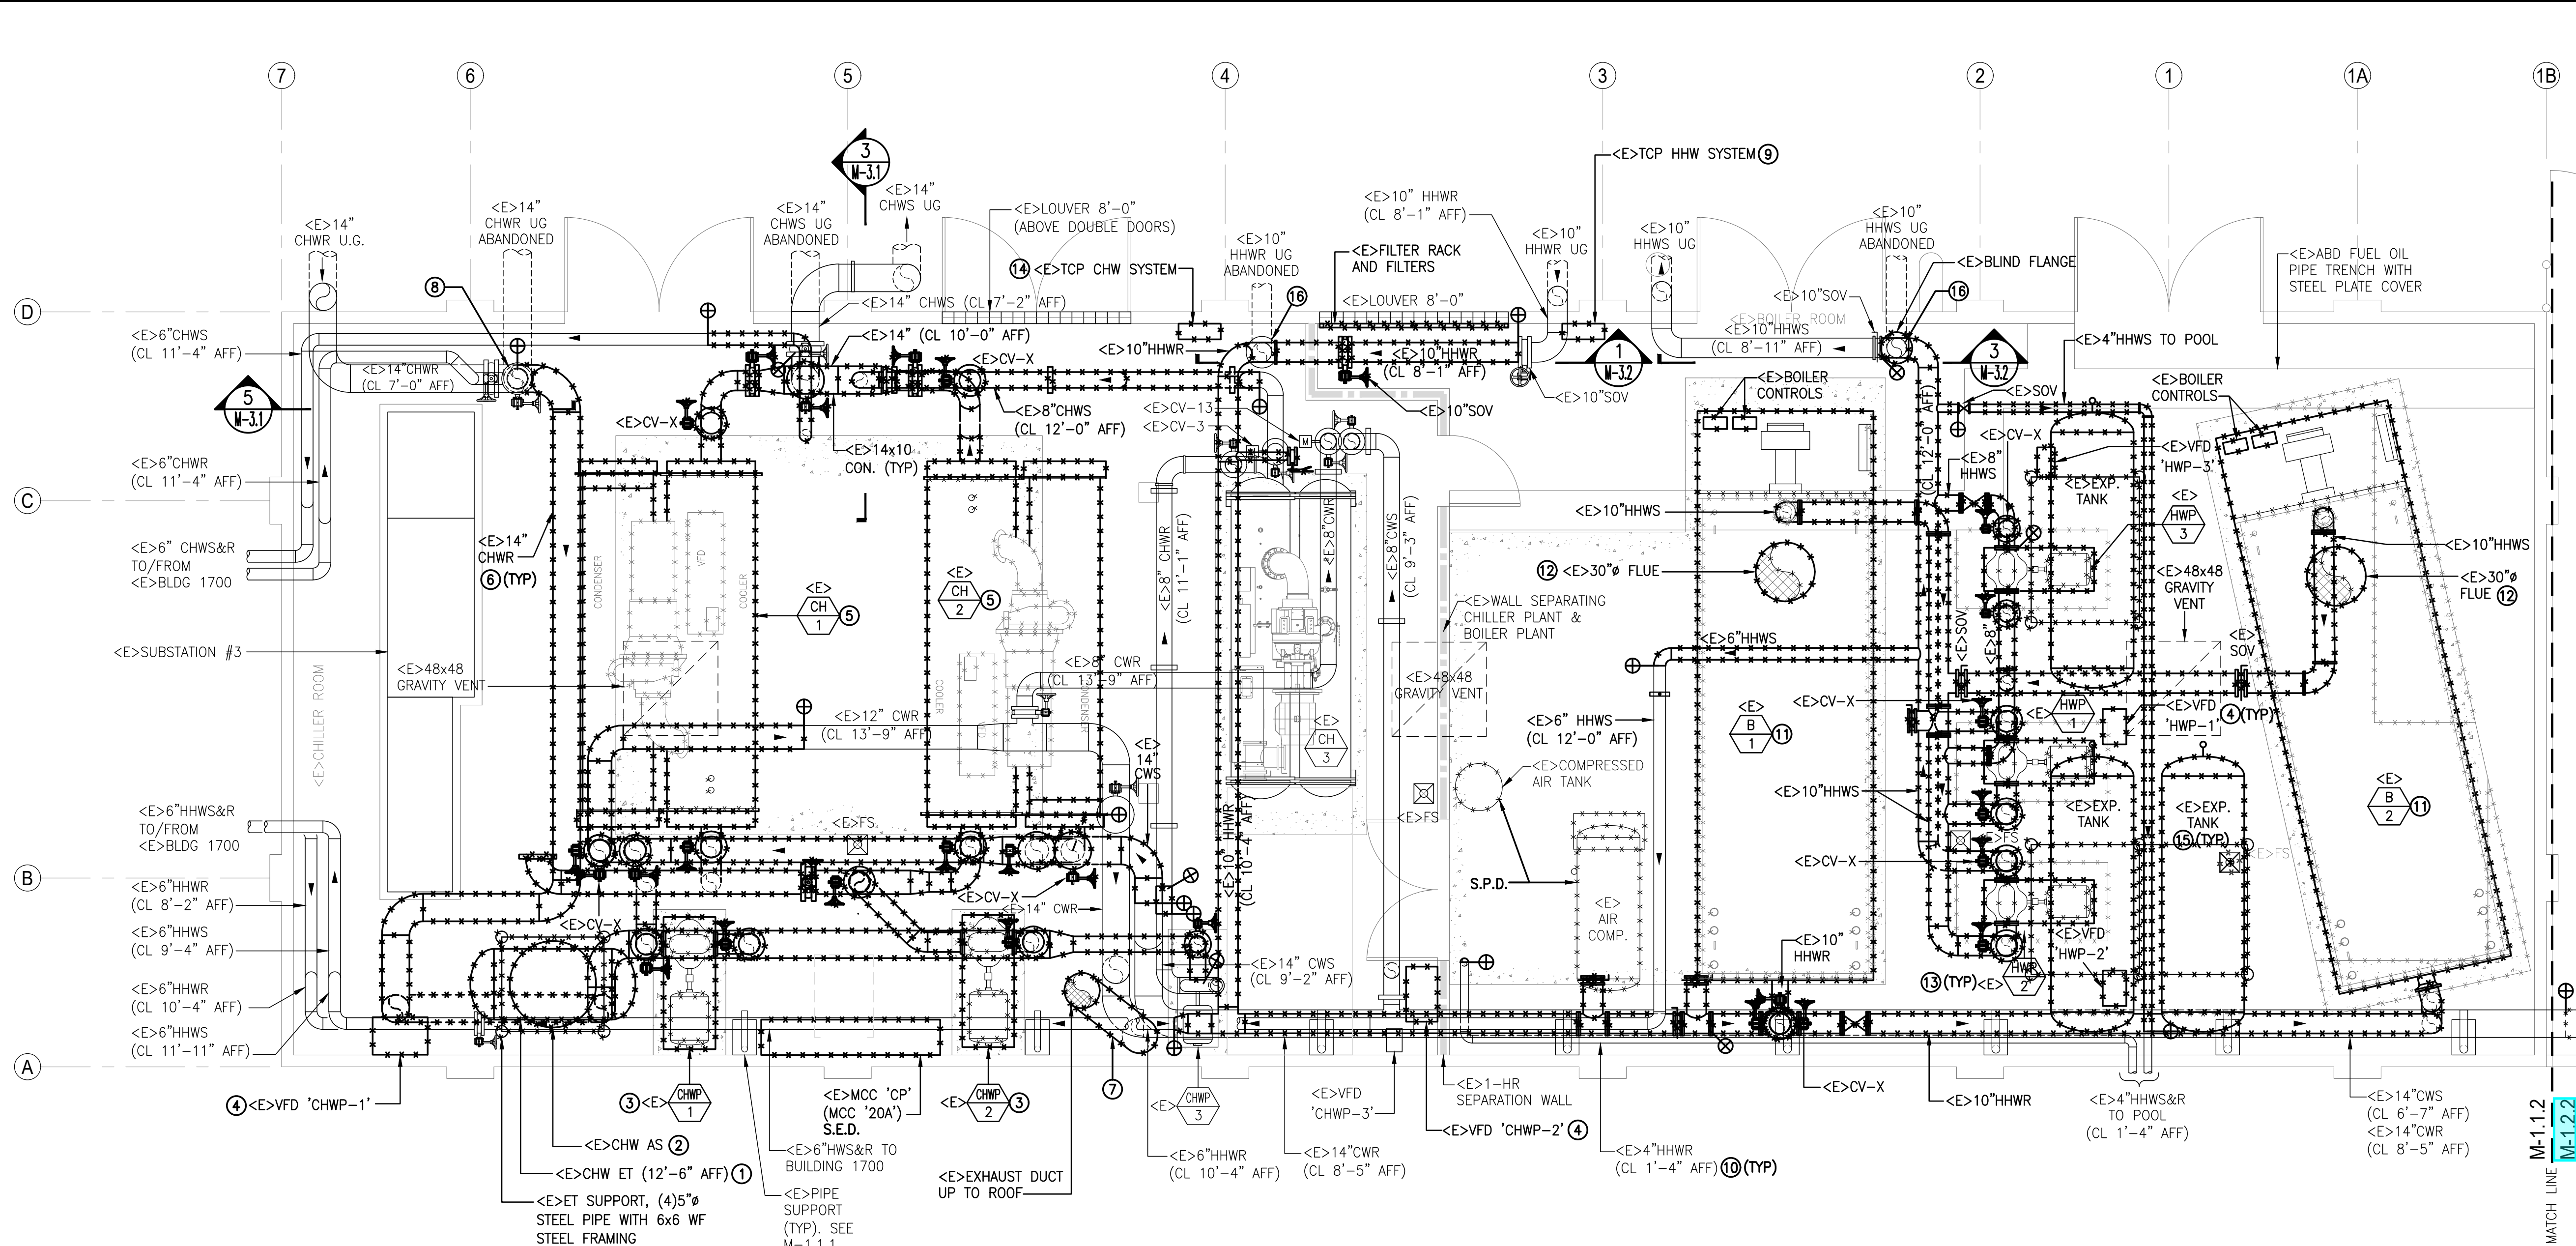 7
6
5
4
3
2
1
1A
1B
D
C
B
A
3
M-3.1
<E>14"
CHWR U.G.
<E>14"
CHWR UG
ABANDONED
<E>14"
CHWS UG
ABANDONED
<E>14"
CHWS UG
<E>LOUVER 8'-0"
(ABOVE DOUBLE DOORS)
14 <E>TCP CHW SYSTEM
<E>10"
HHWR UG
ABANDONED
<E>FILTER RACK
AND FILTERS
<E>10" HHWR
(CL 8'-1" AFF)
<E>TCP HHW SYSTEM 9
<E>10"
HHWR UG
<E>10"
HHWS UG
<E>10"
HHWS UG
ABANDONED
<E>BLIND FLANGE
<E>ABD FUEL OIL
PIPE TRENCH WITH
STEEL PLATE COVER
8
16
16
<E>14" CHWS (CL 7'-2" AFF)
<E>14" (CL 10'-0" AFF)
<E>LOUVER 8'-0"
<E>10"SOV
<E>BOILER ROOM
<E>10"HHWS
(CL 8'-11" AFF)
<E>6"CHWS
(CL 11'-4" AFF)
<E>14"CHWR
(CL 7'-0" AFF)
5
M-3.1
<E>CV-X
<E>CV-X
<E>8"CHWS
(CL 12'-0" AFF)
<E>14x10
CON. (TYP)
<E>10"HHWR
<E>10"HHWR
(CL 8'-1" AFF)
<E>10"SOV
<E>10"SOV
<E>CV-13
<E>CV-3
M
1
M-3.2
3
M-3.2
<E>4"HHWS TO POOL
<E>BOILER
CONTROLS
<E>SOV
<E>BOILER
CONTROLS
<E>CV-X
<E>VFD
'HWP-3'
<E>8"
HHWS
(CL 12'-0" AFF)
<E>EXP.
TANK
<E>
HWP
3
<E>6"CHWR
(CL 11'-4" AFF)
<E>6" CHWS&R
TO/FROM
<E>BLDG 1700
<E>14"
CHWR
6 (TYP)
CONDENSER
VFD
COOLER
<E>
CH
1
5
<E>
CH
2
5
<E>8" CHWR
(CL 11'-1" AFF)
<E>8"CWR
<E>8"CWS
(CL 9'-3" AFF)
<E>10"HHWS
12 <E>30"ø FLUE
<E>WALL SEPARATING
CHILLER PLANT &
BOILER PLANT
<E>48x48
GRAVITY
VENT
<E>10"HHWS
<E>30"ø
FLUE 12
<E>SUBSTATION #3
<E>CHILLER ROOM
<E>48x48
GRAVITY VENT
<E>8" CWR
(CL 13'-9" AFF)
COOLER
VFD
<E>48x48
GRAVITY VENT
<E>6"HHWS
<E>SOV
<E>8"
<E>
SOV
<E>12" CWR
(CL 13'-9" AFF)
<E>
14"
CWS
<E>
CH
3
<E>6" HHWS
(CL 12'-0" AFF)
<E>
B
1
11
<E>CV-X
<E>
HWP
1
<E>VFD
'HWP-1'
4 (TYP)
<E>COMPRESSED
AIR TANK
<E>10"HHWS
<E>
B
2
11
<E>6"HHWS&R
TO/FROM
<E>BLDG 1700
<E>FS
<E>10" HHWR
(CL 10'-4" AFF)
<E>FS
<E>EXP.
TANK
<E>EXP.
TANK
15 (TYP)
<E>FS
<E>FS
<E>CV-X
S.P.D.
<E>6"HHWR
(CL 8'-2" AFF)
<E>6"HHWS
(CL 9'-4" AFF)
<E>CV-X
<E>CV-X
<E>14" CWR
<E>
AIR
COMP.
<E>10"
HHWR
<E>VFD
'HWP-2'
13 (TYP) <E>
HWP
2
<E>6"HHWR
(CL 10'-4" AFF)
<E>6"HHWS
(CL 11'-11" AFF)
<E>14" CWS
(CL 9'-2" AFF)
4 <E>VFD 'CHWP-1'
3 <E>
CHWP
1
<E>MCC 'CP'
(MCC '20A')
S.E.D.
<E>
CHWP
2
3
7
<E>
CHWP
3
<E>VFD
'CHWP-3'
<E>1-HR
SEPARATION WALL
<E>CV-X
<E>10"HHWR
<E>4"HHWS&R
TO POOL
(CL 1'-4" AFF)
<E>14"CWS
(CL 6'-7" AFF)
<E>14"CWR
(CL 8'-5" AFF)
<E>CHW AS 2
<E>CHW ET (12'-6" AFF) 1
<E>ET SUPPORT, (4)5"ø
STEEL PIPE WITH 6x6 WF
STEEL FRAMING
<E>6"HWS&R TO
BUILDING 1700
<E>PIPE
SUPPORT
(TYP). SEE
M-1.1.1
<E>EXHAUST DUCT
UP TO ROOF
<E>6"HHWR
(CL 10'-4" AFF)
<E>14"CWR
(CL 8'-5" AFF)
<E>VFD 'CHWP-2' 4
<E>4"HHWR
(CL 1'-4" AFF) 10 (TYP)
M-1.1.2
M-1.2.2
MATCH LINE